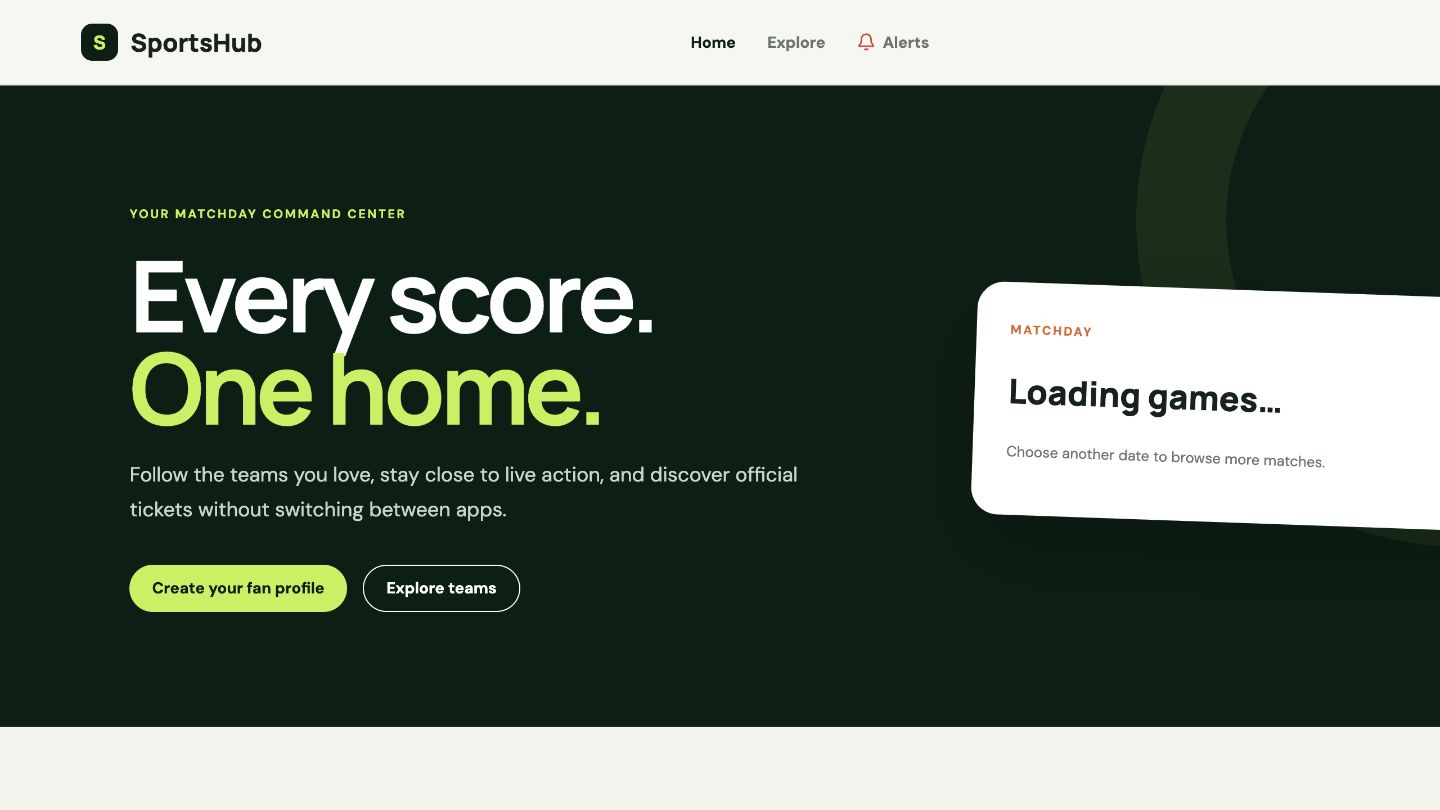 S SportsHub
Home Explore Alerts
YOUR MATCHDAY COMMAND CENTER
Every score.
One home.
Follow the teams you love, stay close to live action, and discover official
tickets without switching between apps.
Create your fan profile Explore teams
MATCHDAY
Loading games...
Choose another date to browse more matches.